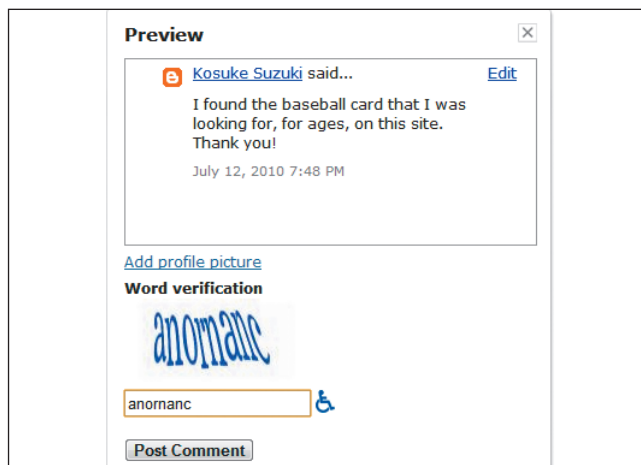 Preview
Kosuke Suzuki said... Edit
I found the baseball card that I was
looking for, for ages, on this site.
Thank you!
July 12, 2010 7:48 PM
Add profile picture
Word verification
anornanc
anornanc
Post Comment